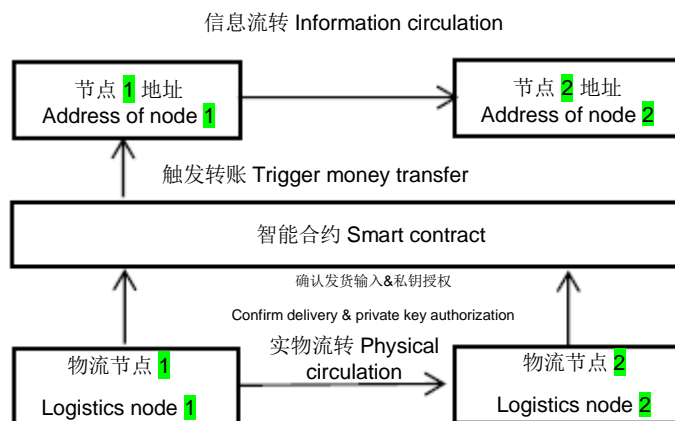 信息流转 Information circulation
节点 1 地址
Address of node 1
节点 2 地址
Address of node 2
触发转账 Trigger money transfer
智能合约 Smart contract
确认发货输入&私钥授权
Confirm delivery & private key authorization
物流节点 1
Logistics node 1
实物流转 Physical
circulation
物流节点 2
Logistics node 2